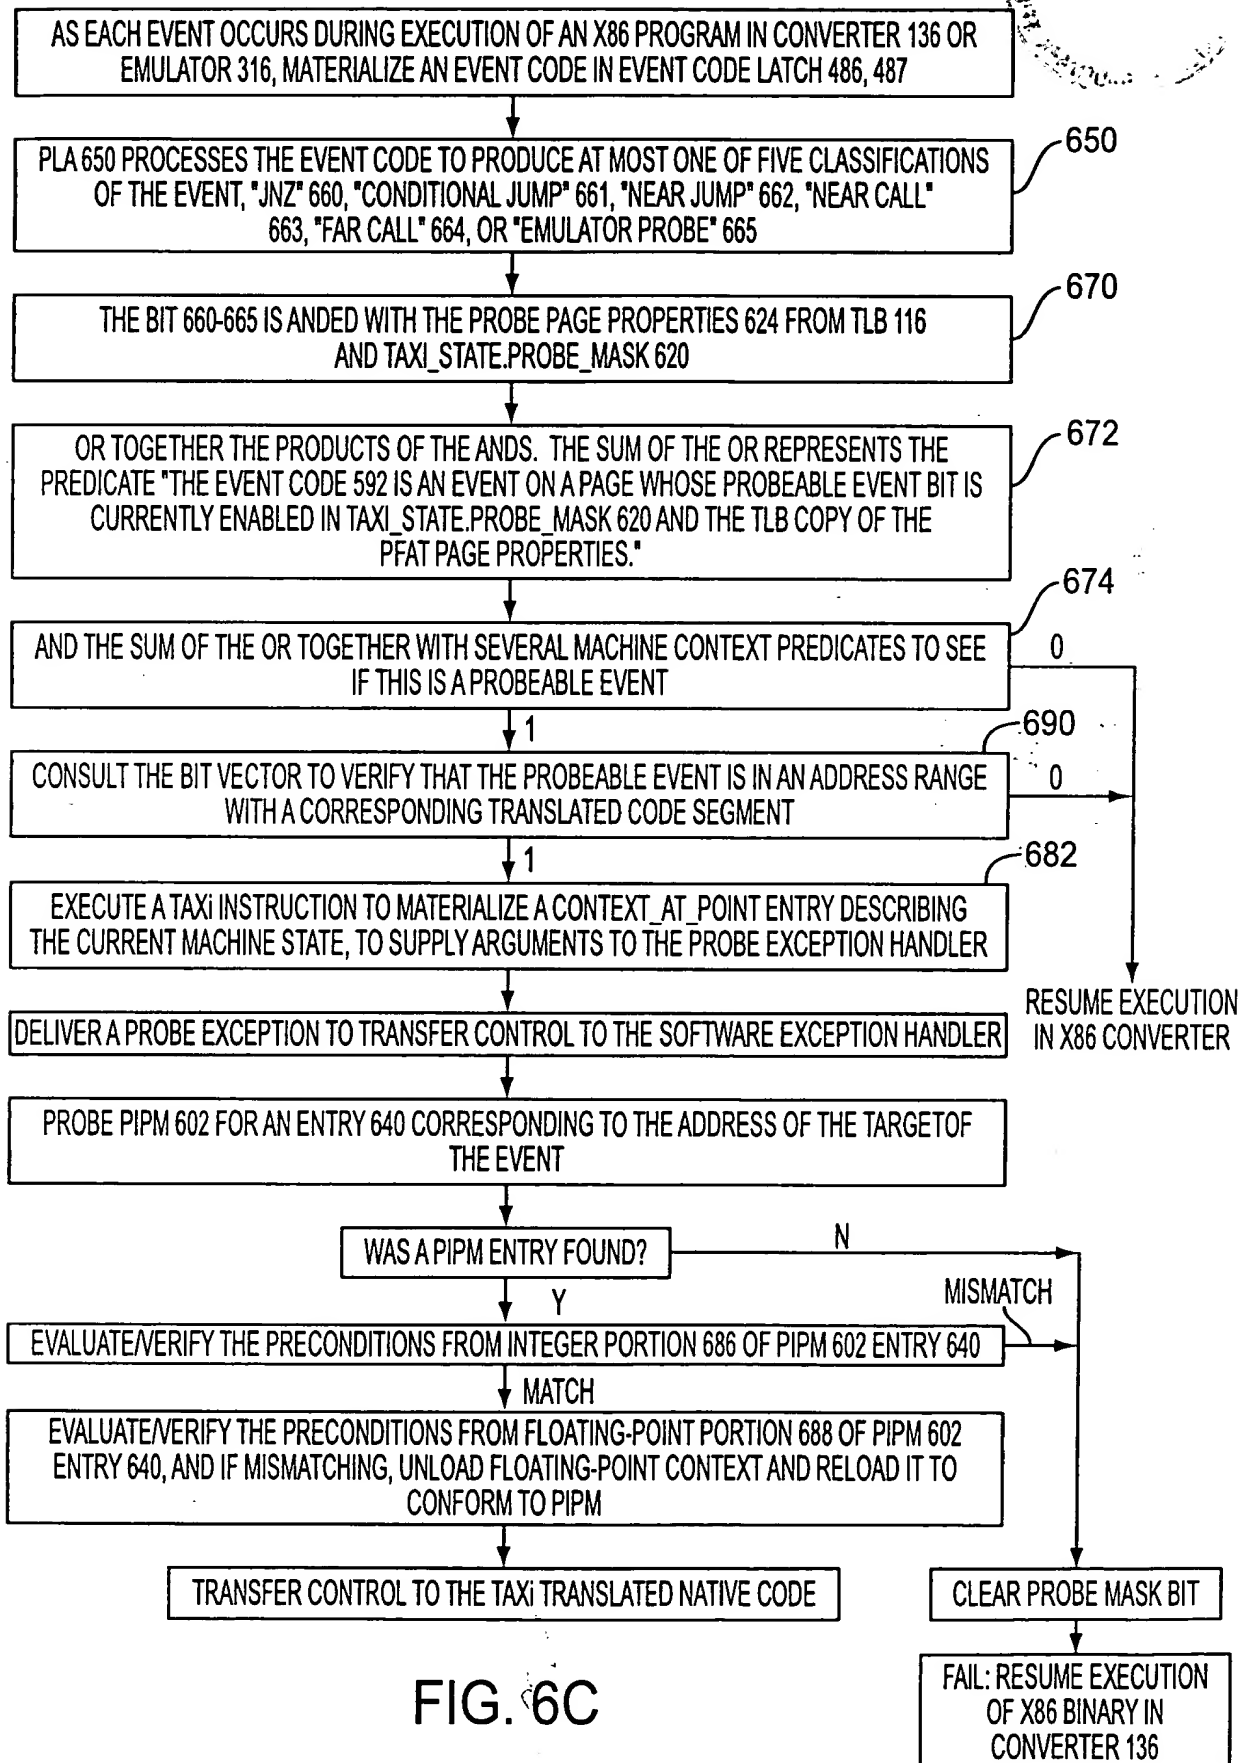 AS EACH EVENT OCCURS DURING EXECUTION OF AN X86 PROGRAM IN CONVERTER 136 OR
EMULATOR 316, MATERIALIZE AN EVENT CODE IN EVENT CODE LATCH 486, 487
650
PLA 650 PROCESSES THE EVENT CODE TO PRODUCE AT MOST ONE OF FIVE CLASSIFICATIONS
OF THE EVENT, "JNZ" 660, "CONDITIONAL JUMP" 661, "NEAR JUMP" 662, "NEAR CALL"
663, "FAR CALL" 664, OR "EMULATOR PROBE" 665
670
THE BIT 660-665 IS ANDED WITH THE PROBE PAGE PROPERTIES 624 FROM TLB 116
AND TAXI_STATE.PROBE_MASK 620
672
OR TOGETHER THE PRODUCTS OF THE ANDS. THE SUM OF THE OR REPRESENTS THE
PREDICATE "THE EVENT CODE 592 IS AN EVENT ON A PAGE WHOSE PROBEABLE EVENT BIT IS
CURRENTLY ENABLED IN TAXI_STATE.PROBE_MASK 620 AND THE TLB COPY OF THE
PFAT PAGE PROPERTIES."
674
AND THE SUM OF THE OR TOGETHER WITH SEVERAL MACHINE CONTEXT PREDICATES TO SEE
IF THIS IS A PROBEABLE EVENT
0
1
690
CONSULT THE BIT VECTOR TO VERIFY THAT THE PROBEABLE EVENT IS IN AN ADDRESS RANGE
WITH A CORRESPONDING TRANSLATED CODE SEGMENT
0
1
682
EXECUTE A TAXi INSTRUCTION TO MATERIALIZE A CONTEXT_AT_POINT ENTRY DESCRIBING
THE CURRENT MACHINE STATE, TO SUPPLY ARGUMENTS TO THE PROBE EXCEPTION HANDLER
RESUME EXECUTION
IN X86 CONVERTER
DELIVER A PROBE EXCEPTION TO TRANSFER CONTROL TO THE SOFTWARE EXCEPTION HANDLER
PROBE PIPM 602 FOR AN ENTRY 640 CORRESPONDING TO THE ADDRESS OF THE TARGETOF
THE EVENT
WAS A PIPM ENTRY FOUND?
N
Y
MISMATCH
EVALUATE/VERIFY THE PRECONDITIONS FROM INTEGER PORTION 686 OF PIPM 602 ENTRY 640
MATCH
EVALUATE/VERIFY THE PRECONDITIONS FROM FLOATING-POINT PORTION 688 OF PIPM 602
ENTRY 640, AND IF MISMATCHING, UNLOAD FLOATING-POINT CONTEXT AND RELOAD IT TO
CONFORM TO PIPM
TRANSFER CONTROL TO THE TAXi TRANSLATED NATIVE CODE
CLEAR PROBE MASK BIT
FAIL: RESUME EXECUTION
OF X86 BINARY IN
CONVERTER 136
FIG. 6C